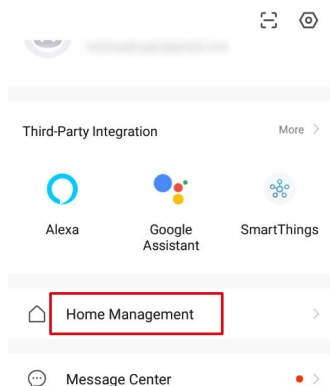 Third-Party Integration
More
Alexa
Google
Assistant
SmartThings
Home Management
Message Center